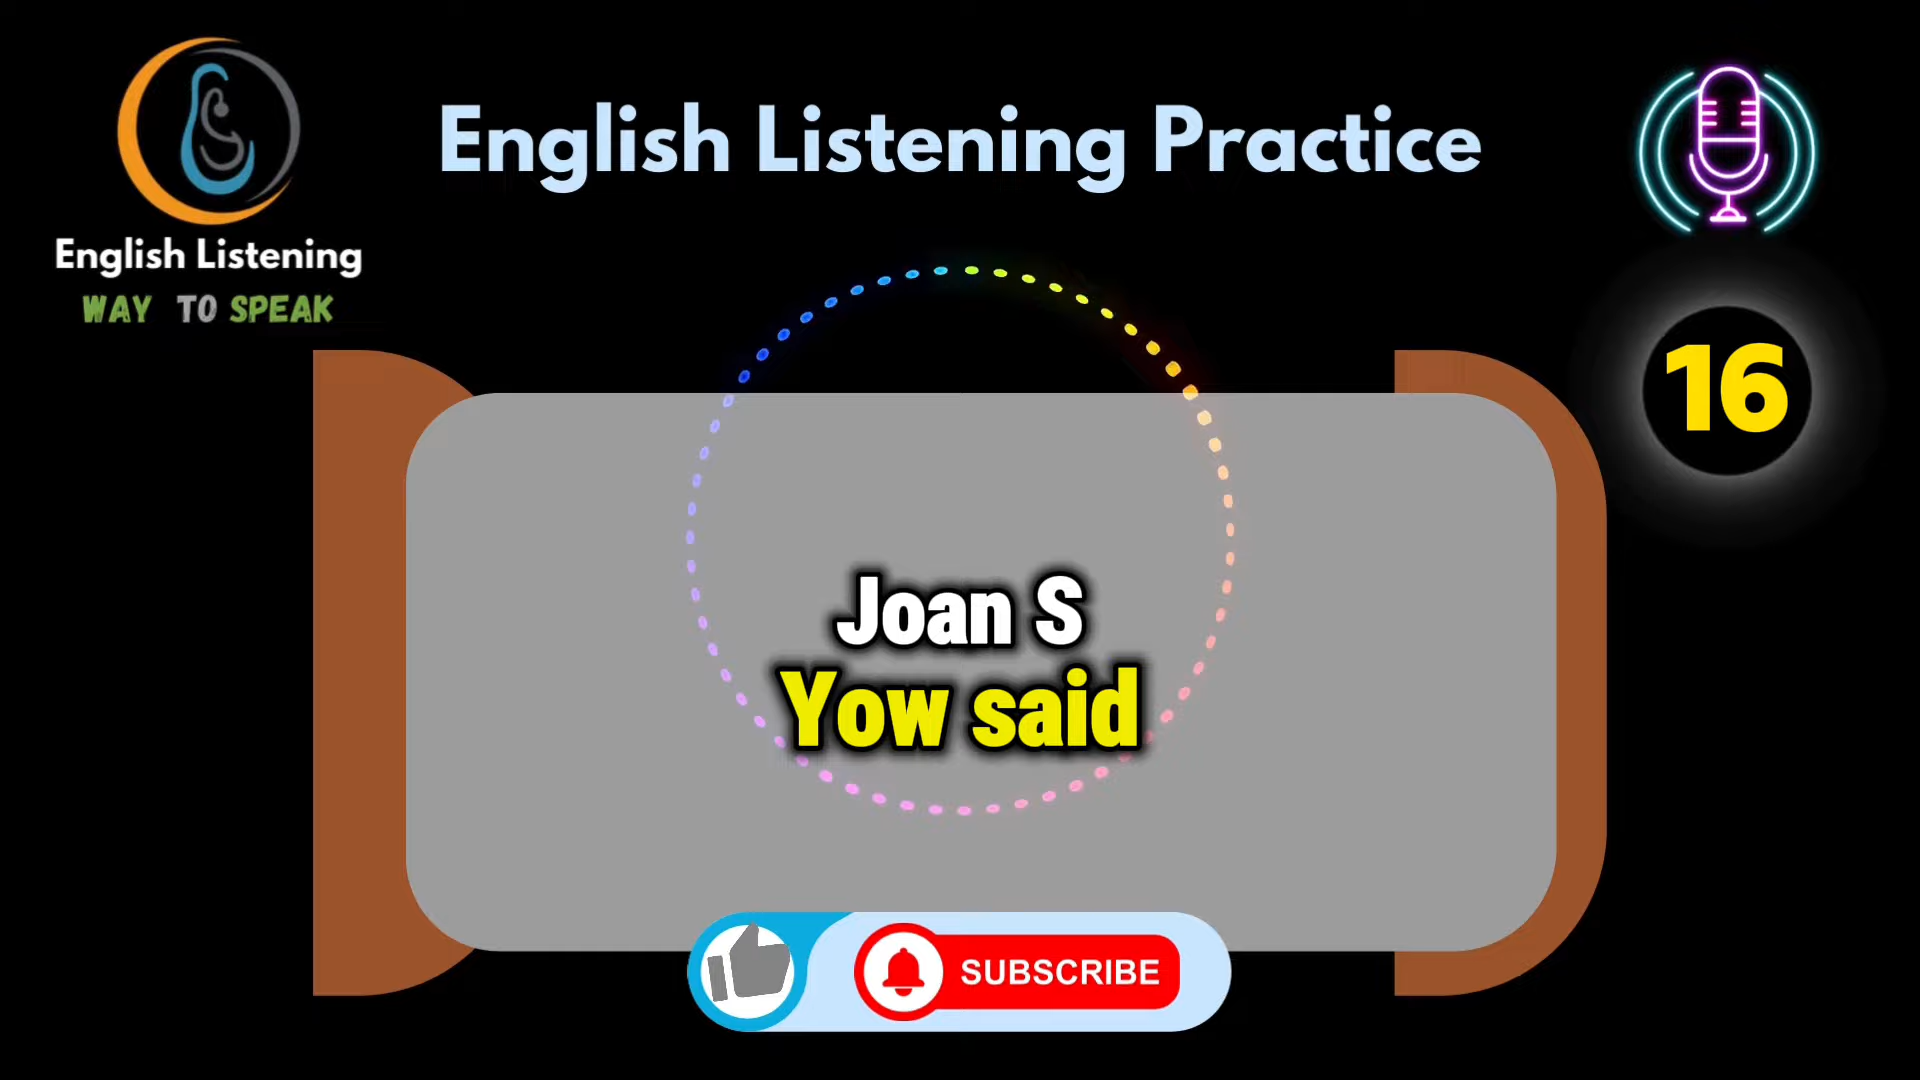 English Listening Practice
English Listening
WAY TO SPEAK
16
Joan S
Yow said
SUBSCRIBE